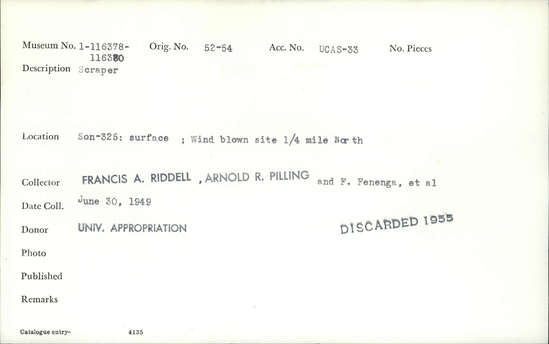 Museum No. 1-116378- Orig. No. 52-54 Acc. No. UCAS-33 No. Pieces
116380
Description Scraper
Location Son-325: surface ; Wind blown site 1/4 mile North
Collector FRANCIS A. RIDDELL , ARNOLD R. PILLING and F. Fenenga, et al
Date Coll. June 30, 1949
Donor UNIV. APPROPRIATION DISCARDED 1955
Photo
Published
Remarks
Catalogue entry- 4135